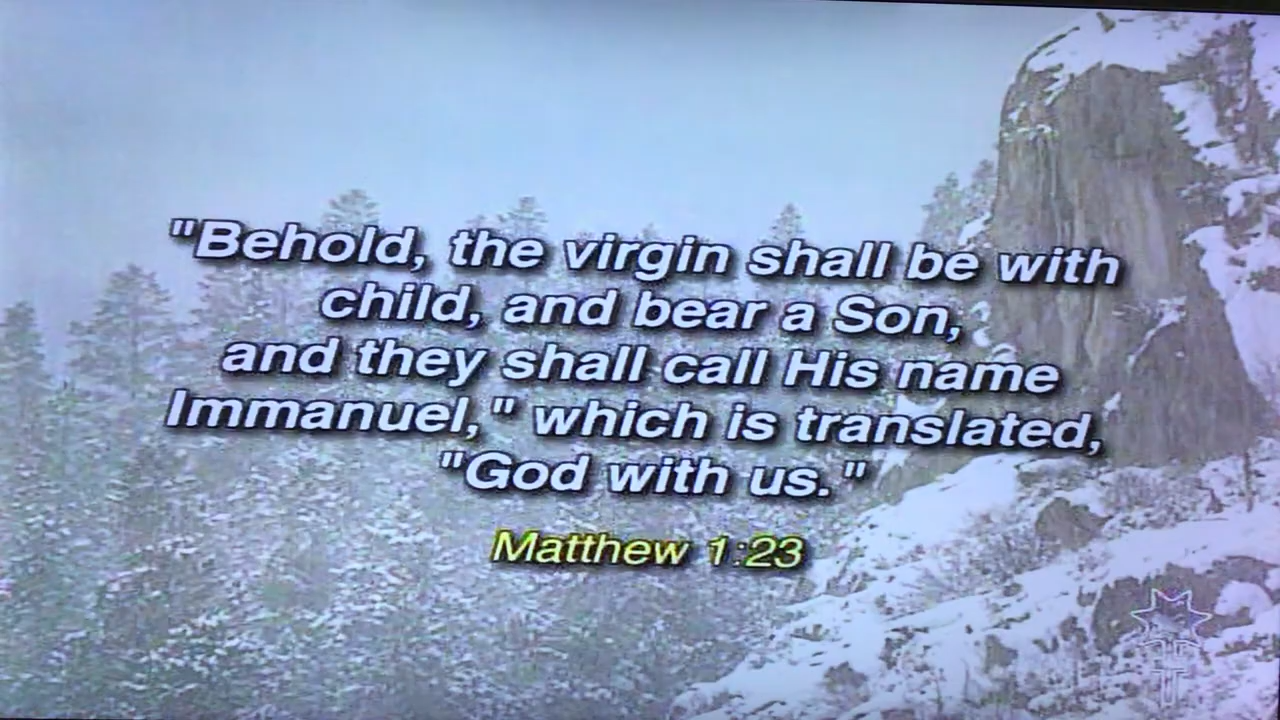 "Behold, the virgin shall be with
child, and bear a Son,
and they shall call His name
Immanuel," which is translated,
"God with us."
Matthew 1:23